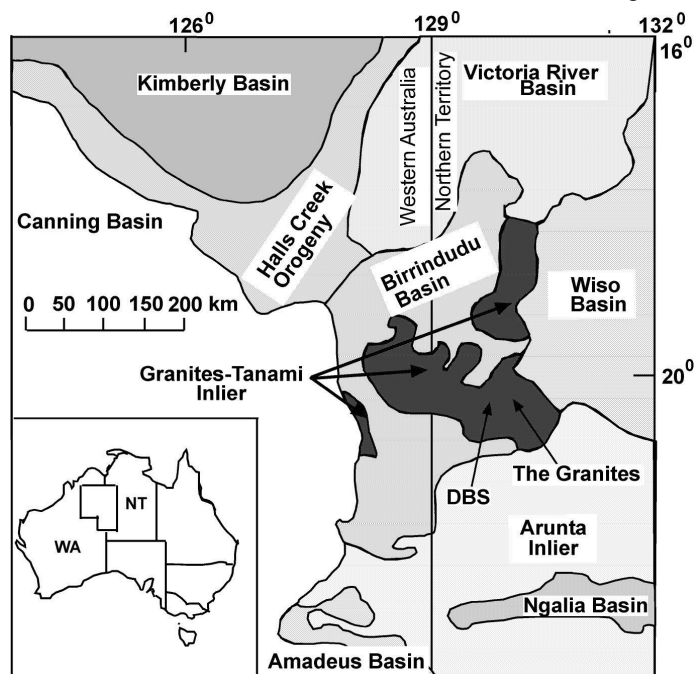 126⁰
129⁰
132⁰
16⁰
Kimberly Basin
Victoria River
Basin
Western Australia
Northern Territory
Canning Basin
Halls Creek
Orogeny
Birrindudu
Basin
Wiso
Basin
0 50 100 150 200 km
Granites-Tanami
Inlier
20⁰
The Granites
DBS
NT
WA
Arunta
Inlier
Ngalia Basin
Amadeus Basin